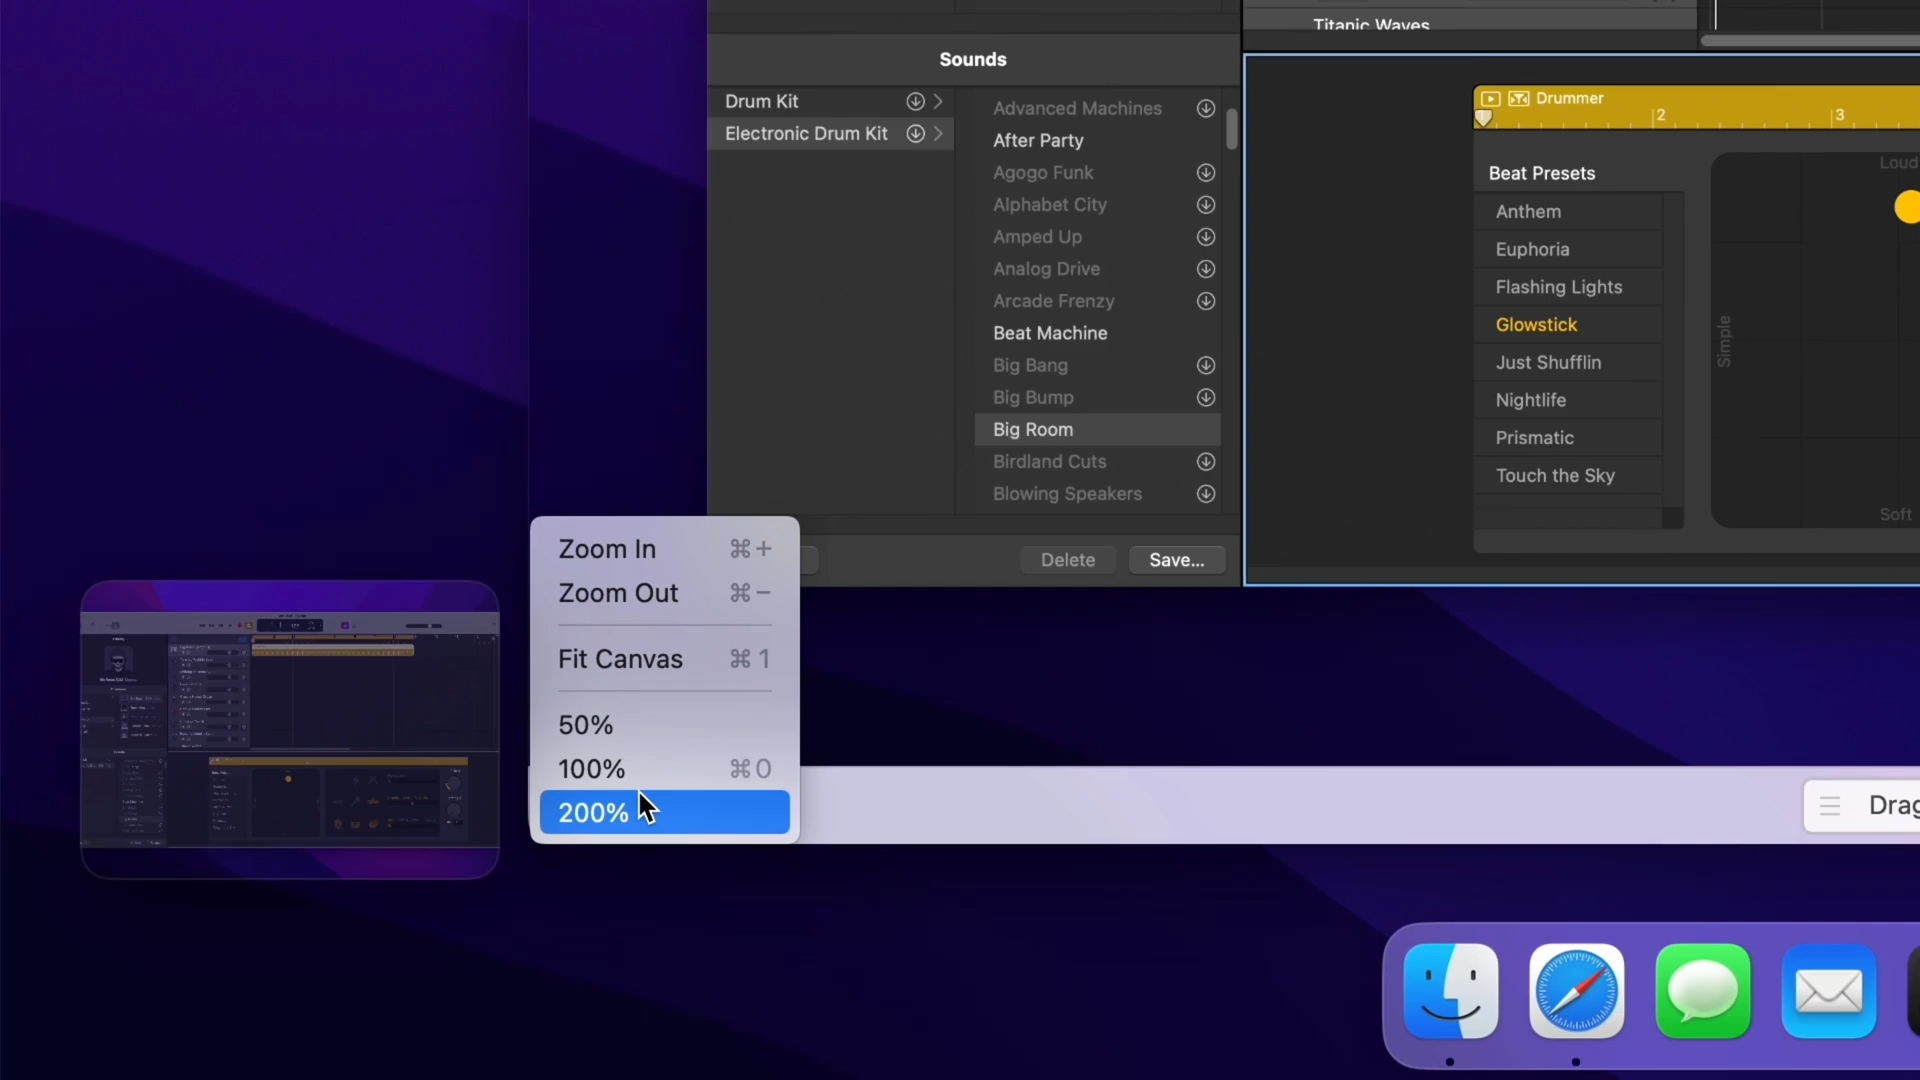 Titanic Waves
Sounds
Drum Kit
Electronic Drum Kit
Advanced Machines
After Party
Agogo Funk
Alphabet City
Amped Up
Analog Drive
Arcade Frenzy
Beat Machine
Big Bang
Big Bump
Big Room
Birdland Cuts
Blowing Speakers
Delete
Save...
Drummer
2
3
Beat Presets
Anthem
Euphoria
Flashing Lights
Glowstick
Just Shufflin
Nightlife
Prismatic
Touch the Sky
Loud
Simple
Soft
Zoom In ⌘+
Zoom Out ⌘−
Fit Canvas ⌘1
50%
100% ⌘0
200%
Drag